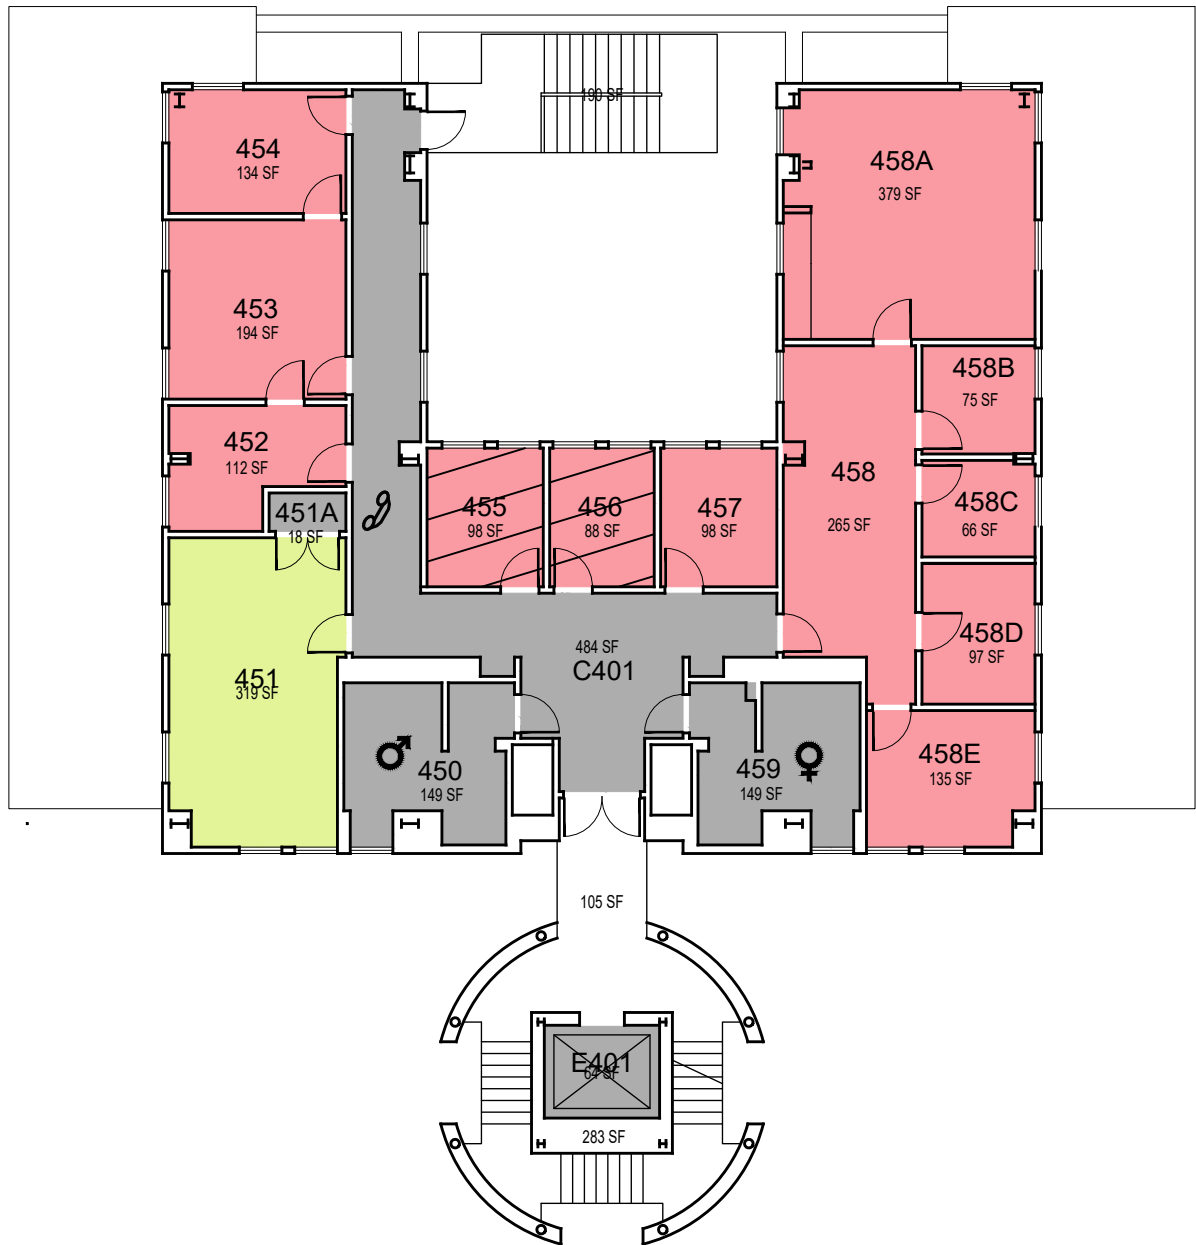 190 SF
454
134 SF
458A
379 SF
453
194 SF
458B
75 SF
452
112 SF
458
265 SF
458C
66 SF
451A
18 SF
455
98 SF
456
88 SF
457
98 SF
458D
97 SF
484 SF
C401
451
319 SF
450
149 SF
459
149 SF
458E
135 SF
105 SF
E401
64 SF
283 SF